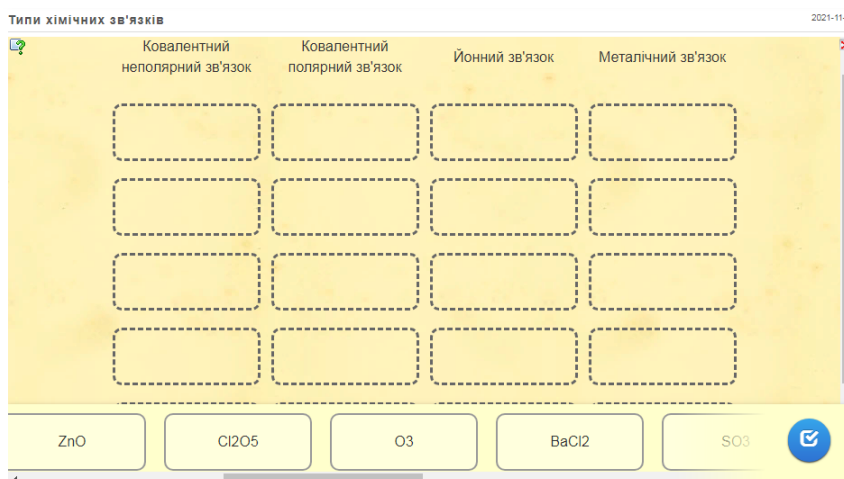 Типи хімічних зв'язків
2021-11-
Ковалентний
неполярний зв'язок
Ковалентний
полярний зв'язок
Йонний зв'язок
Металічний зв'язок
ZnO
Cl2O5
O3
BaCl2
SO3